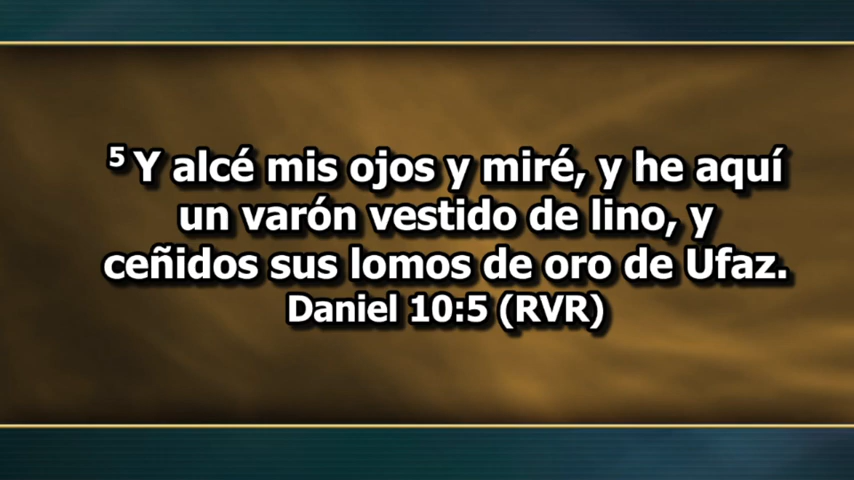 5 Y alcé mis ojos y miré, y he aquí
un varón vestido de lino, y
ceñidos sus lomos de oro de Ufaz.
Daniel 10:5 (RVR)